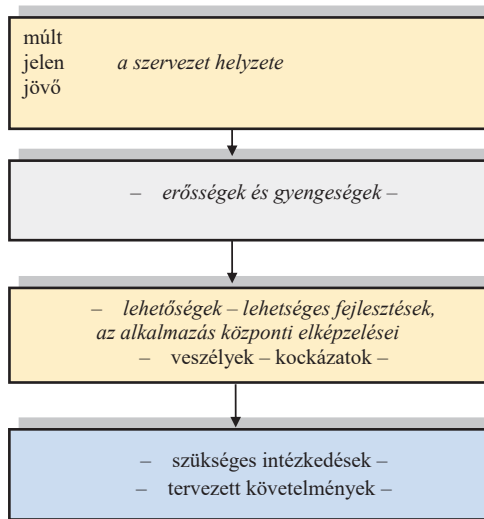 múlt
jelen a szervezet helyzete
jövő
– erősségek és gyengeségek –
– lehetőségek – lehetséges fejlesztések,
az alkalmazás központi elképzelései
– veszélyek – kockázatok –
– szükséges intézkedések –
– tervezett követelmények –